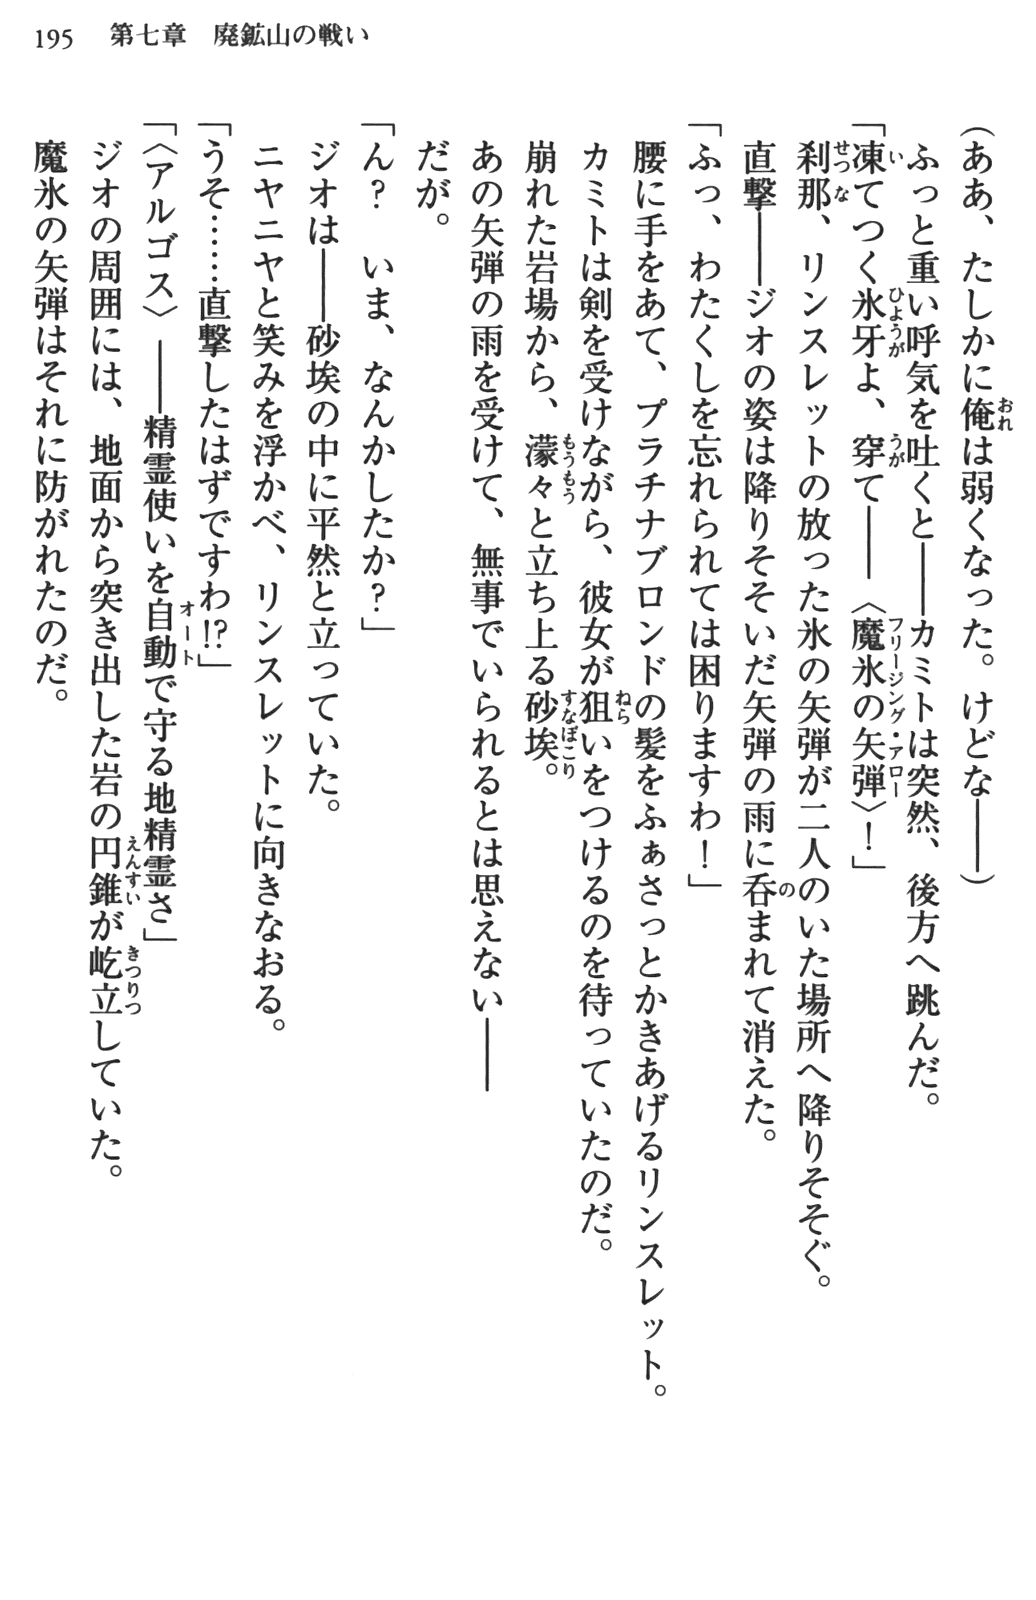 195　第七章　廃鉱山の戦い
（ああ、たしかに俺は弱くなった。けどな――）
ふっと重い呼気を吐くと――カミトは突然、後方へ跳んだ。
「凍てつく氷牙よ、穿て――〈魔氷の矢弾〉！」
刹那、リンスレットの放った氷の矢弾が二人のいた場所へ降りそそぐ。
直撃――ジオの姿は降りそそいだ矢弾の雨に呑まれて消えた。
「ふっ、わたくしを忘れられては困りますわ！」
腰に手をあて、プラチナブロンドの髪をふぁさっとかきあげるリンスレット。
カミトは剣を受けながら、彼女が狙いをつけるのを待っていたのだ。
崩れた岩場から、濛々と立ち上る砂埃。
あの矢弾の雨を受けて、無事でいられるとは思えない――
だが。
「ん？　いま、なんかしたか？」
ジオは――砂埃の中に平然と立っていた。
ニヤニヤと笑みを浮かべ、リンスレットに向きなおる。
「うそ……直撃したはずですわ!?」
「〈アルゴス〉――精霊使いを自動で守る地精霊さ」
ジオの周囲には、地面から突き出した岩の円錐が屹立していた。
魔氷の矢弾はそれに防がれたのだ。